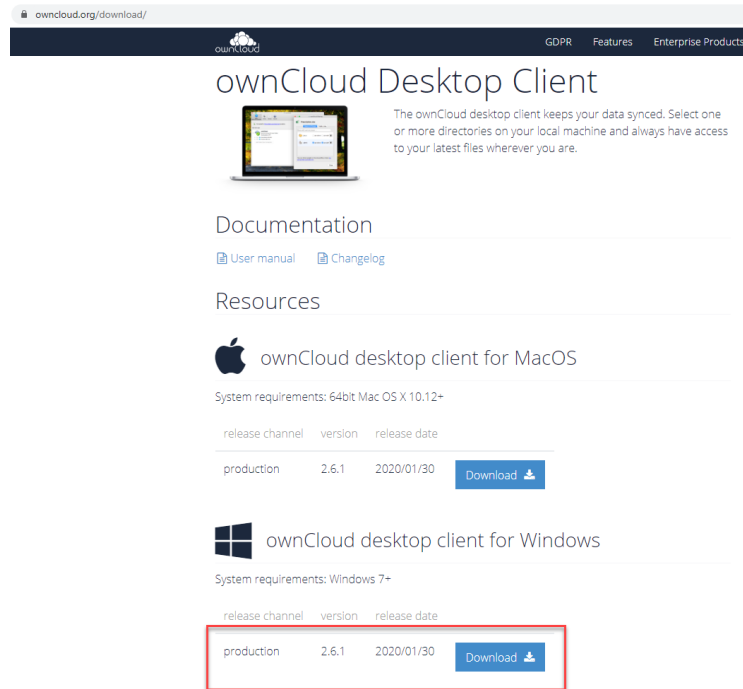 owncloud.org/download/
ownCloud
GDPR Features Enterprise Products
ownCloud Desktop Client
The ownCloud desktop client keeps your data synced. Select one
or more directories on your local machine and always have access
to your latest files wherever you are.
Documentation
User manual Changelog
Resources
ownCloud desktop client for MacOS
System requirements: 64bit Mac OS X 10.12+
release channel version release date
production 2.6.1 2020/01/30 Download
ownCloud desktop client for Windows
System requirements: Windows 7+
release channel version release date
production 2.6.1 2020/01/30 Download